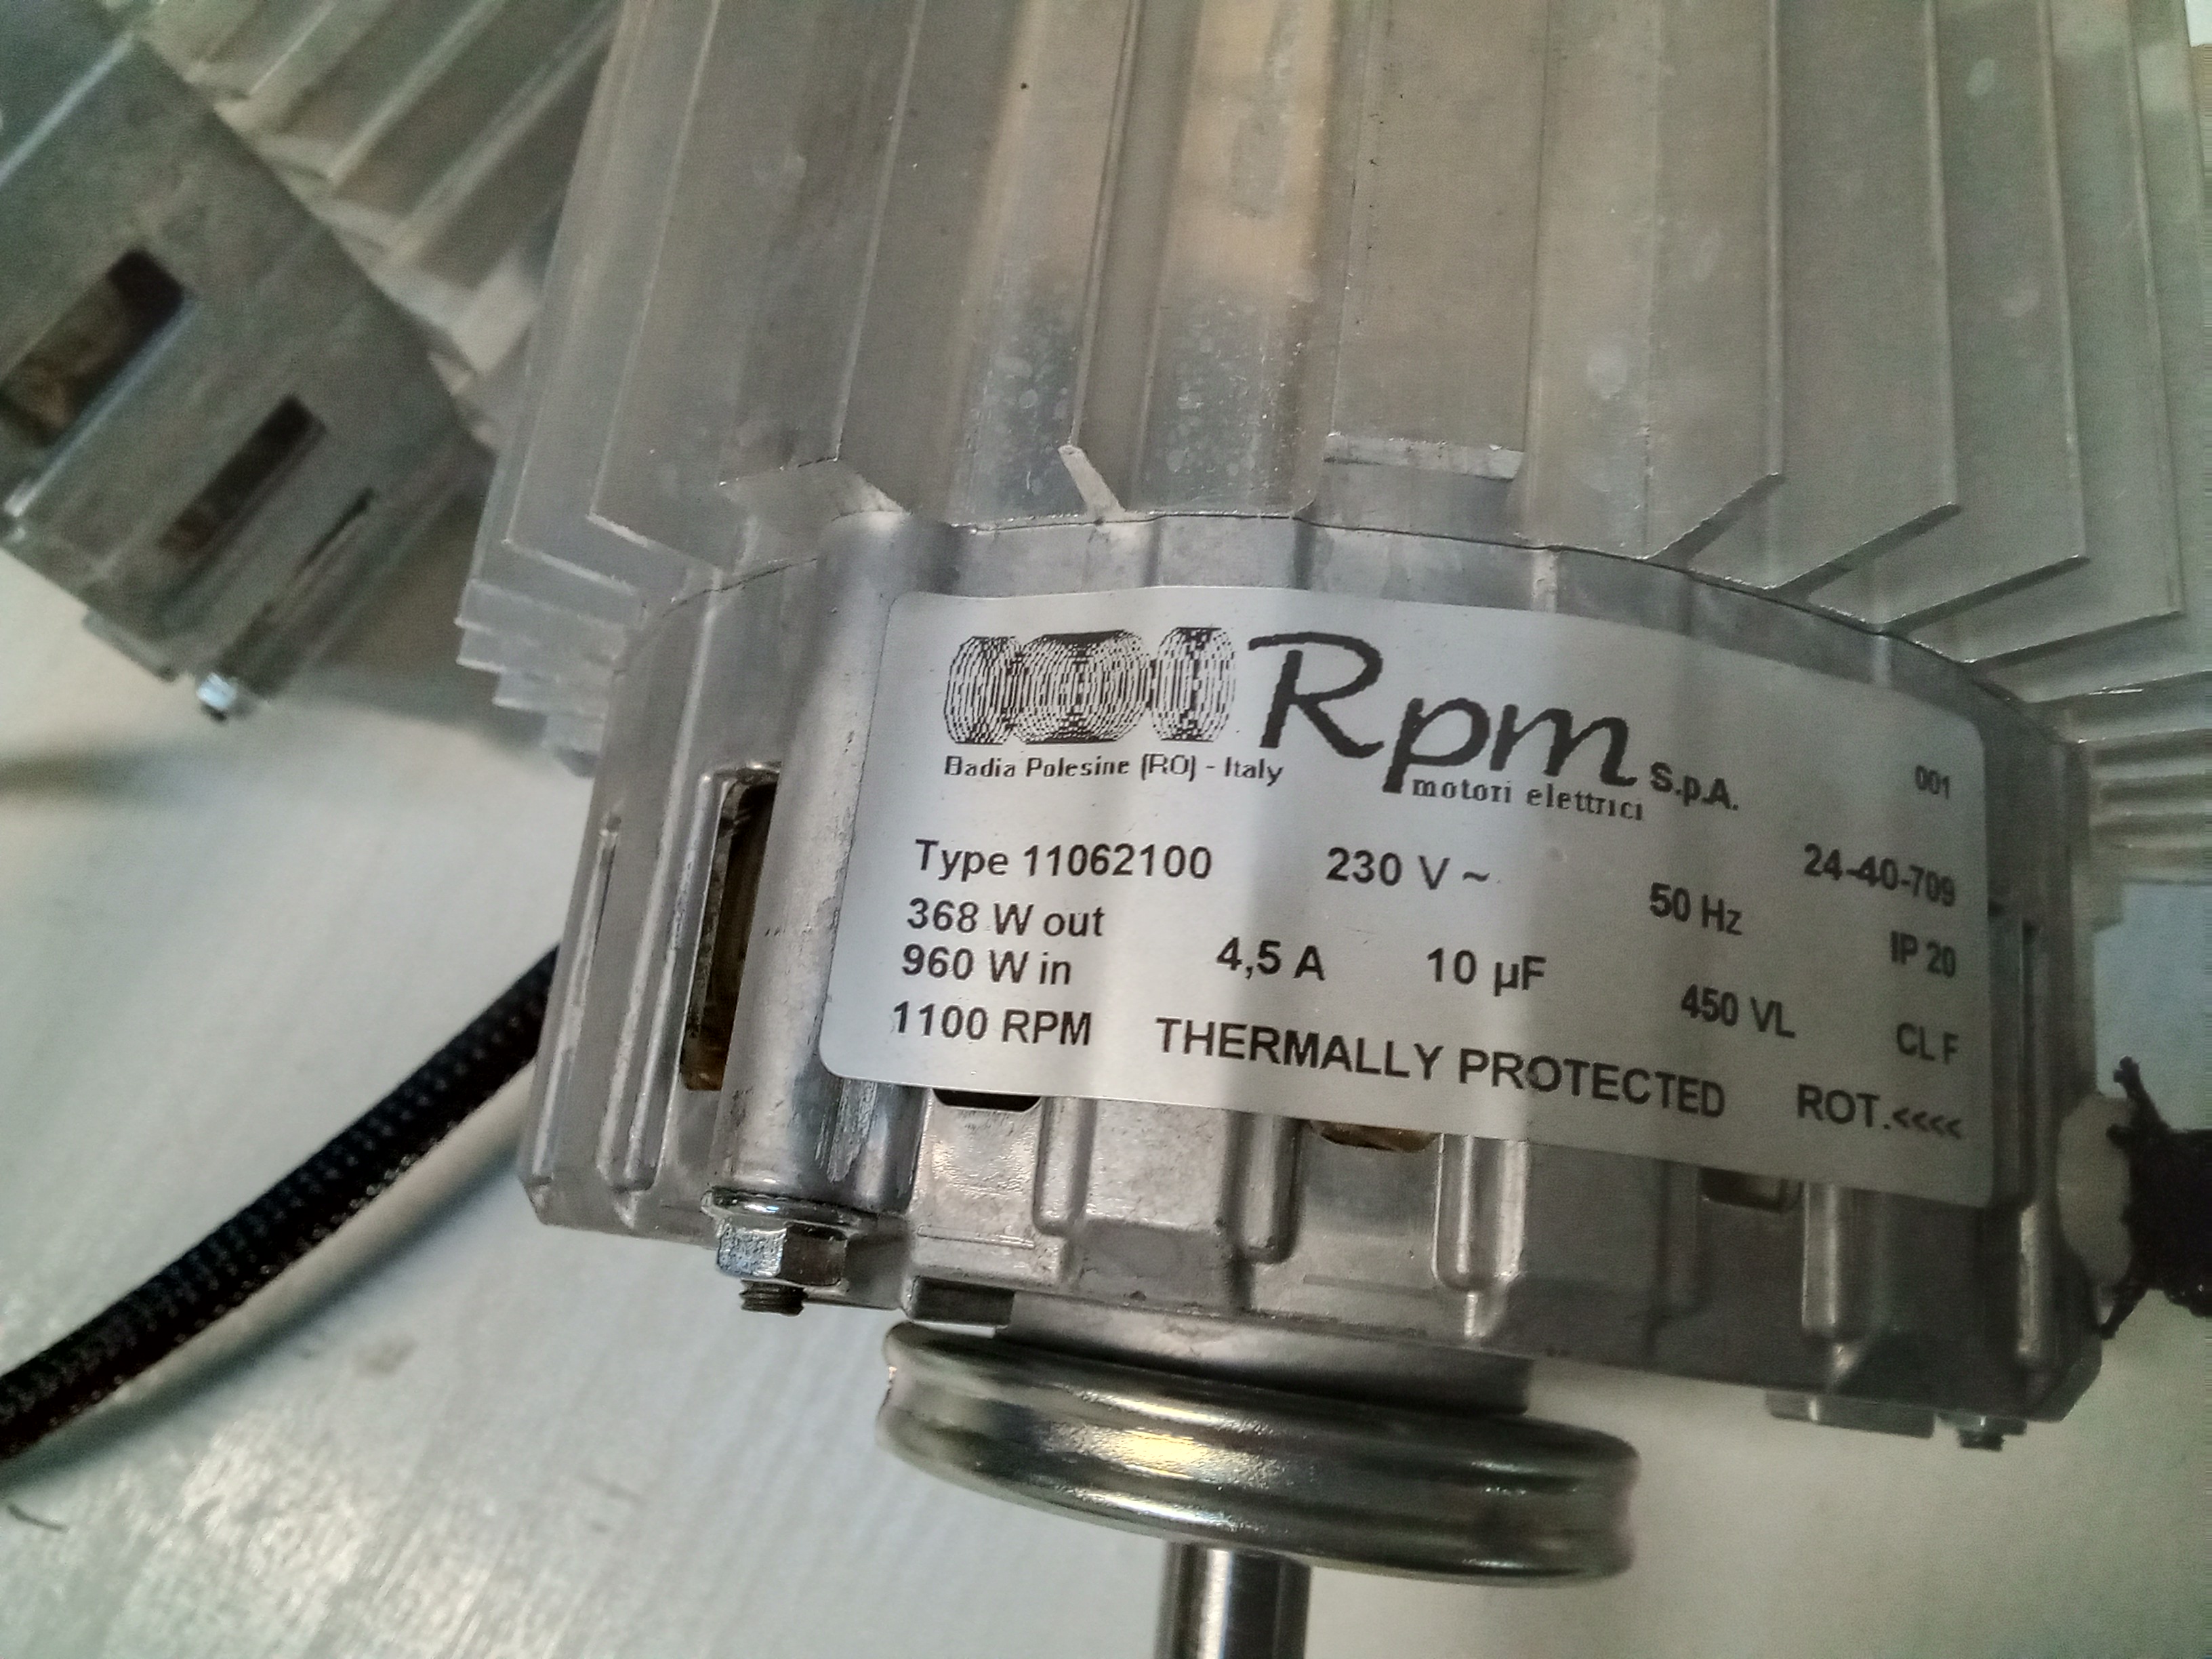 Rpm S.p.A.
motori elettrici
Badia Polesine (RO) - Italy
001
Type 11062100 230 V ~ 50 Hz 24-40-709
368 W out
960 W in 4,5 A 10 µF 450 VL IP 20
1100 RPM THERMALLY PROTECTED ROT.<<<< CL F